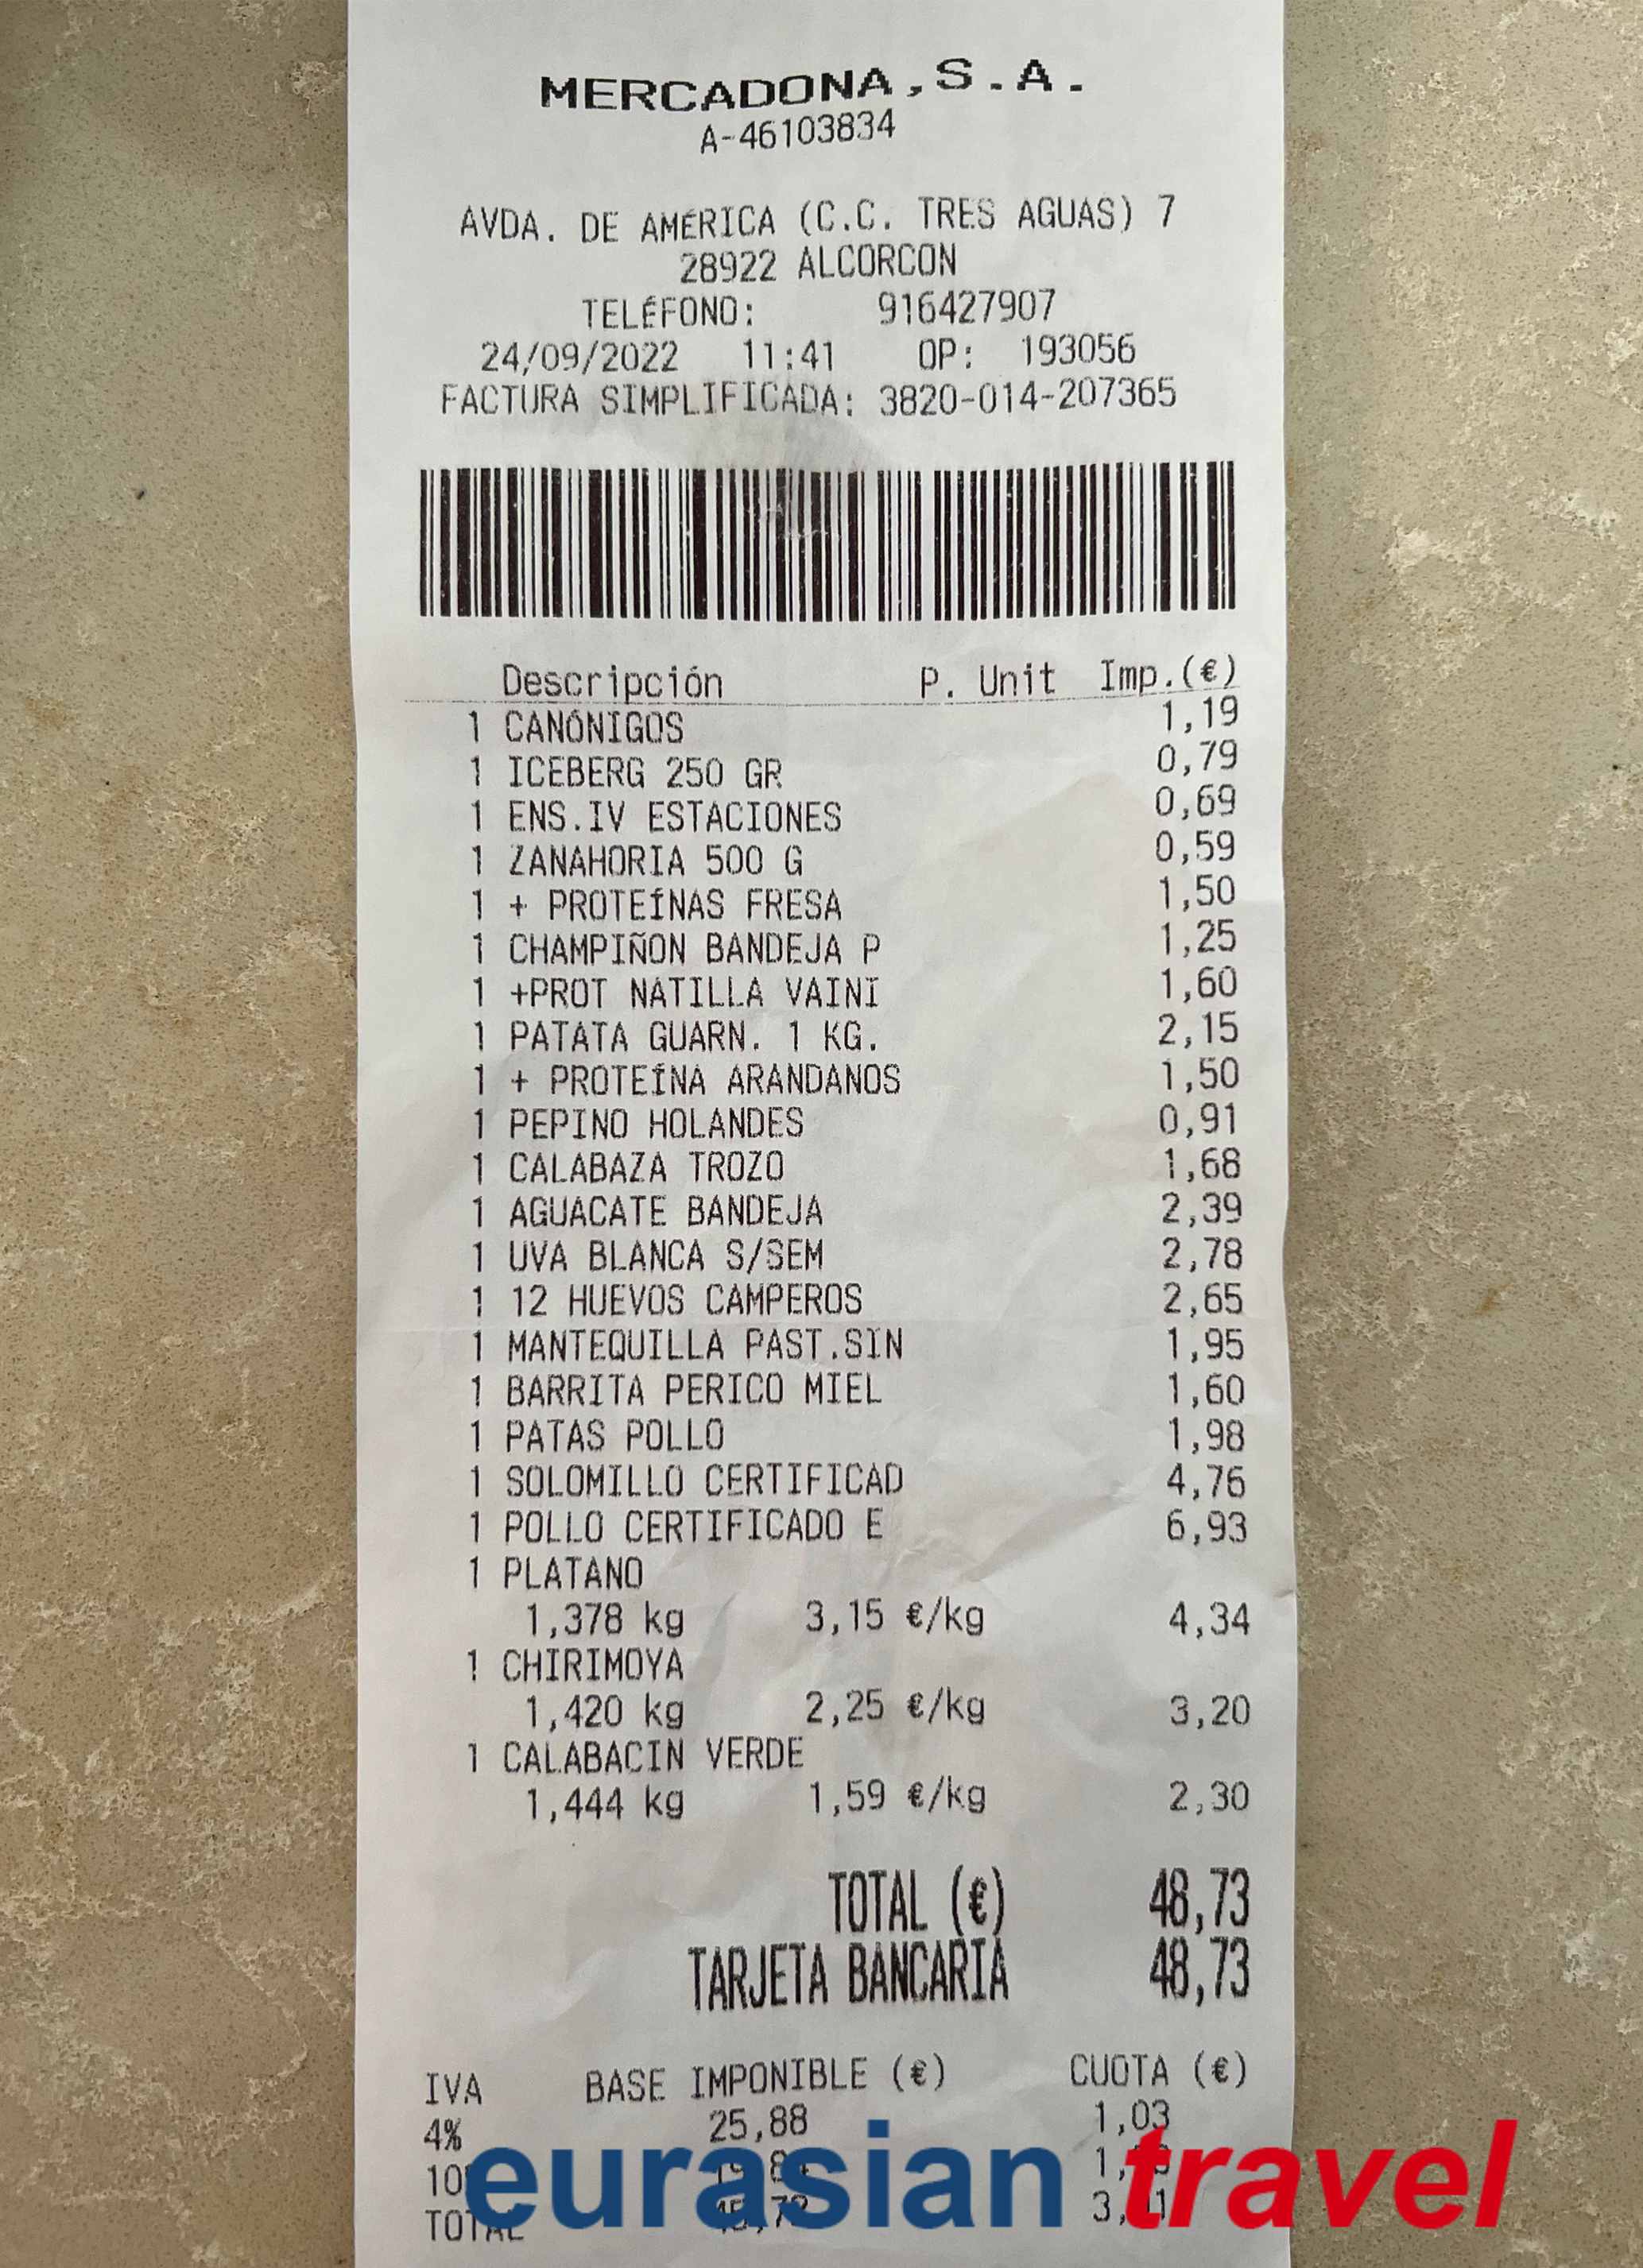 MERCADONA,S.A.
A-46103834
AVDA. DE AMÉRICA (C.C. TRES AGUAS) 7
28922 ALCORCON
TELÉFONO: 916427907
24/09/2022 11:41 OP: 193056
FACTURA SIMPLIFICADA: 3820-014-207365
Descripción P. Unit Imp.(€)
1 CANÓNIGOS 1,19
1 ICEBERG 250 GR 0,79
1 ENS.IV ESTACIONES 0,69
1 ZANAHORIA 500 G 0,59
1 + PROTEÍNAS FRESA 1,50
1 CHAMPIÑON BANDEJA P 1,25
1 +PROT NATILLA VAINI 1,60
1 PATATA GUARN. 1 KG. 2,15
1 + PROTEÍNA ARANDANOS 1,50
1 PEPINO HOLANDES 0,91
1 CALABAZA TROZO 1,68
1 AGUACATE BANDEJA 2,39
1 UVA BLANCA S/SEM 2,78
1 12 HUEVOS CAMPEROS 2,65
1 MANTEQUILLA PAST.SIN 1,95
1 BARRITA PERICO MIEL 1,60
1 PATAS POLLO 1,98
1 SOLOMILLO CERTIFICAD 4,76
1 POLLO CERTIFICADO E 6,93
1 PLATANO
1,378 kg 3,15 €/kg 4,34
1 CHIRIMOYA
1,420 kg 2,25 €/kg 3,20
1 CALABACIN VERDE
1,444 kg 1,59 €/kg 2,30
TOTAL (€) 48,73
TARJETA BANCARIA 48,73
IVA BASE IMPONIBLE (€) CUOTA (€)
4% 25,88 1,03
TOTAL
eurasian travel